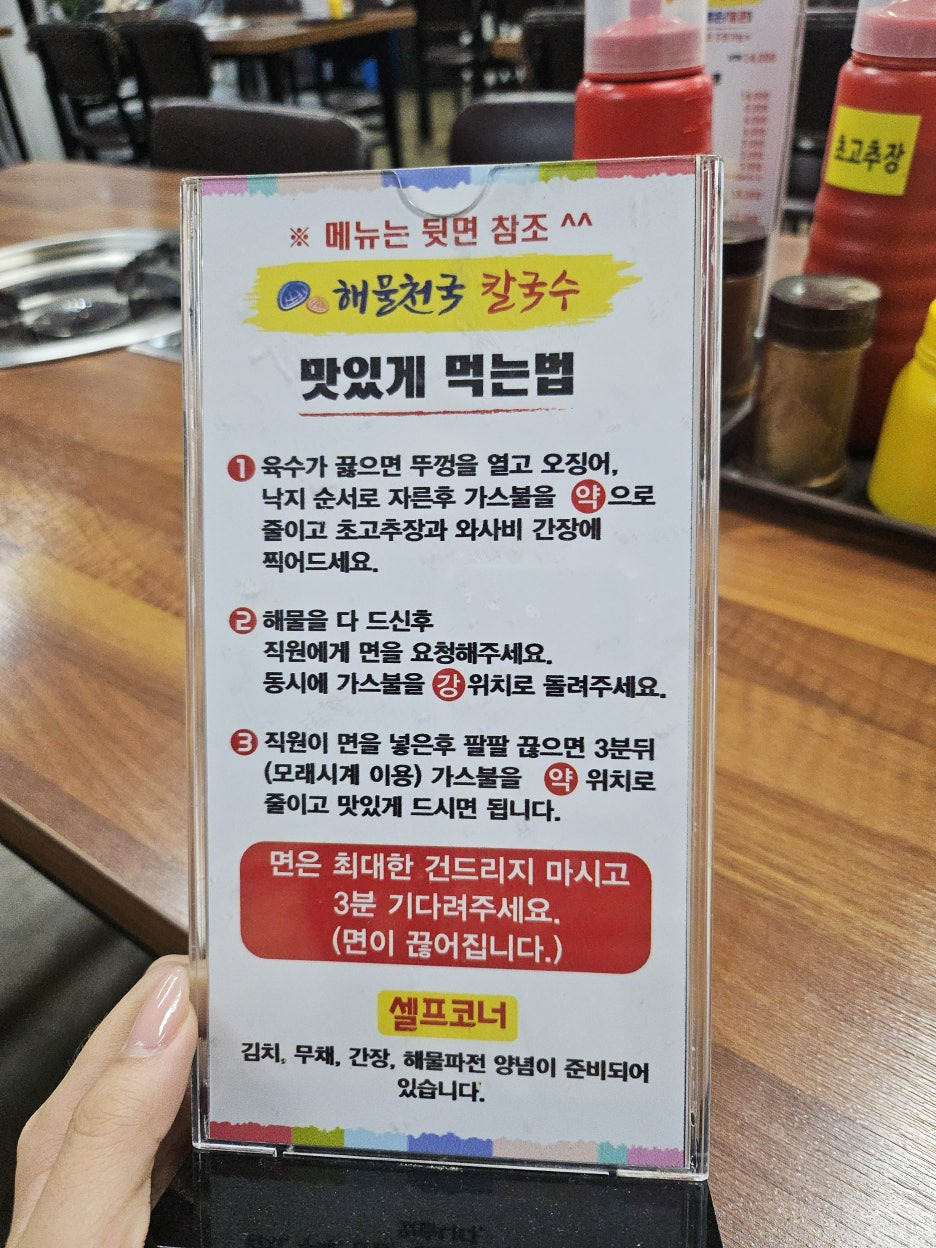 ※ 메뉴는 뒷면 참조 ^^
해물천국 칼국수
맛있게 먹는법
1 육수가 끓으면 뚜껑을 열고 오징어,
낙지 순서로 자른후 가스불을 약으로
줄이고 초고추장과 와사비 간장에
찍어드세요.
2 해물을 다 드신후
직원에게 면을 요청해주세요.
동시에 가스불을 강위치로 돌려주세요.
3 직원이 면을 넣은후 팔팔 끊으면 3분뒤
(모래시계 이용) 가스불을 약 위치로
줄이고 맛있게 드시면 됩니다.
면은 최대한 건드리지 마시고
3분 기다려주세요.
(면이 끊어집니다.)
셀프코너
김치, 무채, 간장, 해물파전 양념이 준비되어
있습니다.
초고추장